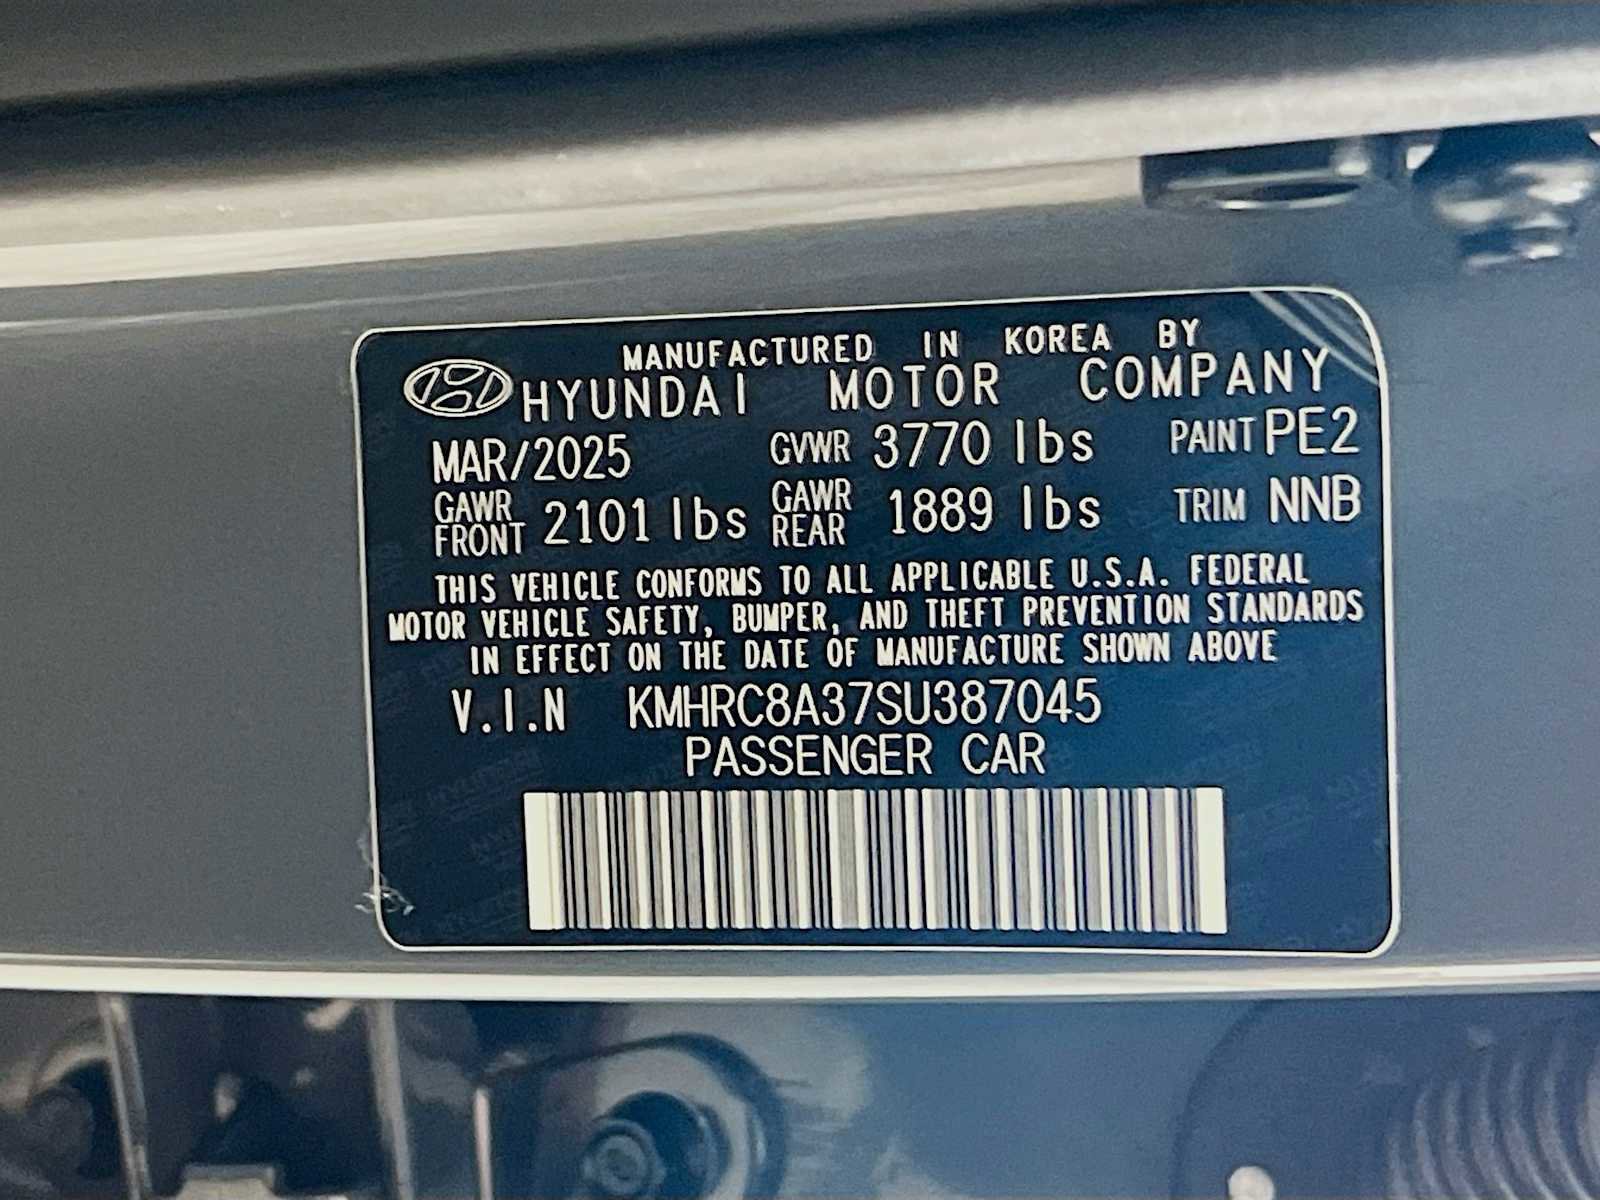 MANUFACTURED IN KOREA BY
HYUNDAI MOTOR COMPANY
MAR/2025 GVWR 3770 lbs PAINT PE2
GAWR FRONT 2101 lbs GAWR REAR 1889 lbs TRIM NNB
THIS VEHICLE CONFORMS TO ALL APPLICABLE U.S.A. FEDERAL
MOTOR VEHICLE SAFETY, BUMPER, AND THEFT PREVENTION STANDARDS
IN EFFECT ON THE DATE OF MANUFACTURE SHOWN ABOVE
V.I.N KMHRC8A37SU387045
PASSENGER CAR